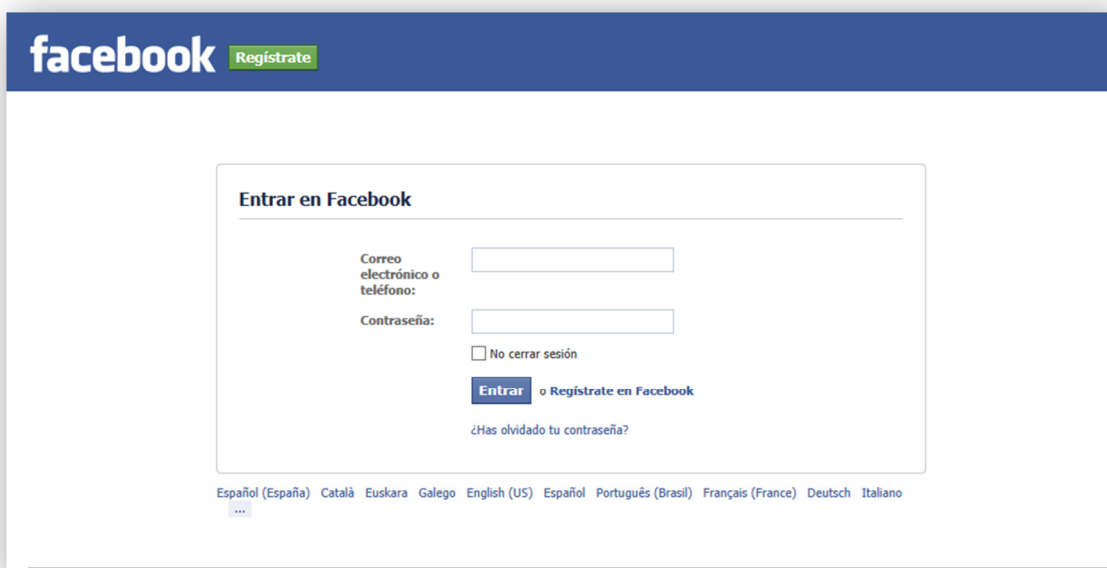 facebook Regístrate
Entrar en Facebook
Correo
electrónico o
teléfono:
Contraseña:
No cerrar sesión
Entrar o Regístrate en Facebook
¿Has olvidado tu contraseña?
Español (España) Català Euskara Galego English (US) Español Português (Brasil) Français (France) Deutsch Italiano
...